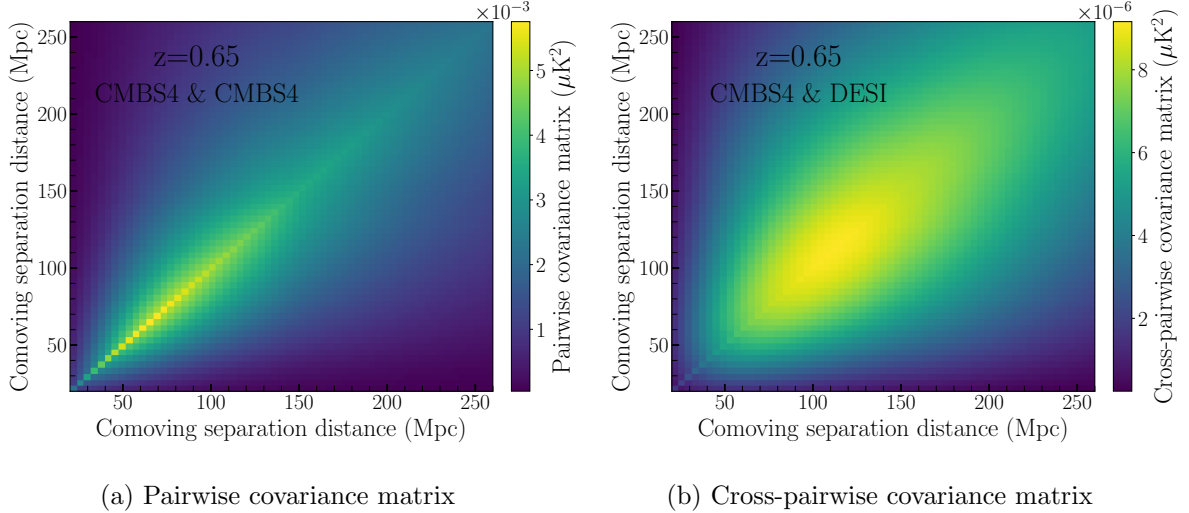 ×10⁻³
250
200
150
100
50
Comoving separation distance (Mpc)
z=0.65
CMBS4 & CMBS4
50
100
150
200
250
Comoving separation distance (Mpc)
5
4
3
2
1
Pairwise covariance matrix (μK²)
(a) Pairwise covariance matrix
×10⁻⁶
250
200
150
100
50
Comoving separation distance (Mpc)
z=0.65
CMBS4 & DESI
50
100
150
200
250
Comoving separation distance (Mpc)
8
6
4
2
Cross-pairwise covariance matrix (μK²)
(b) Cross-pairwise covariance matrix